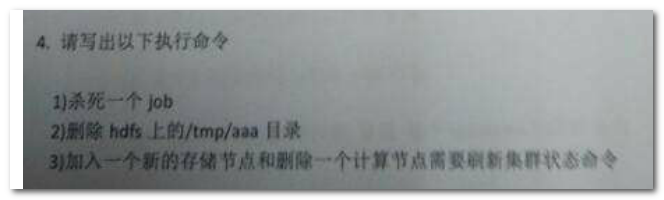 4. 请写出以下执行命令
1)杀死一个 job
2)删除 hdfs 上的/tmp/aaa 目录
3)加入一个新的存储节点和删除一个计算节点需要刷新集群状态命令